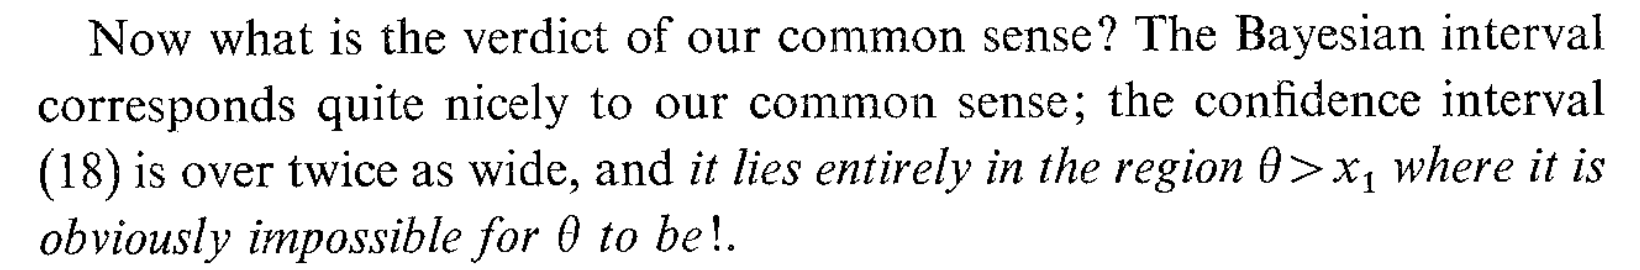 Now what is the verdict of our common sense? The Bayesian interval
corresponds quite nicely to our common sense; the confidence interval
(18) is over twice as wide, and it lies entirely in the region θ>x₁ where it is
obviously impossible for θ to be!.